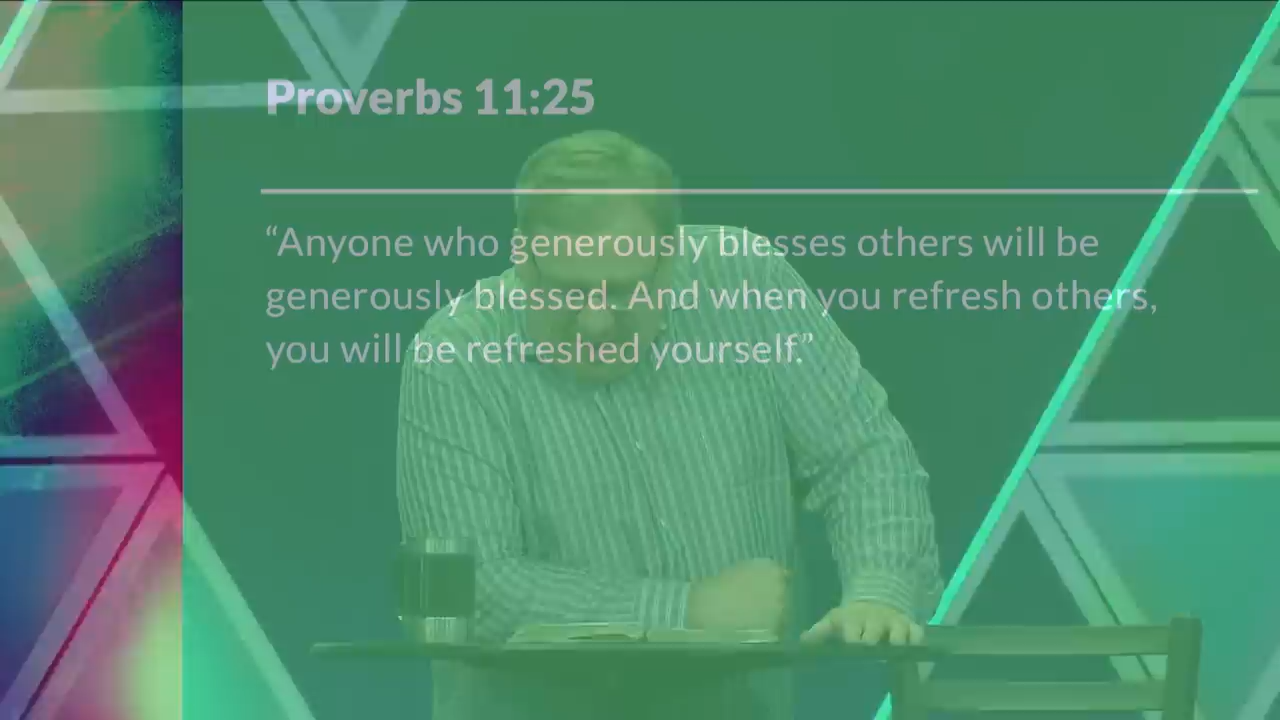 Proverbs 11:25
“Anyone who generously blesses others will be
generously blessed. And when you refresh others,
you will be refreshed yourself.”